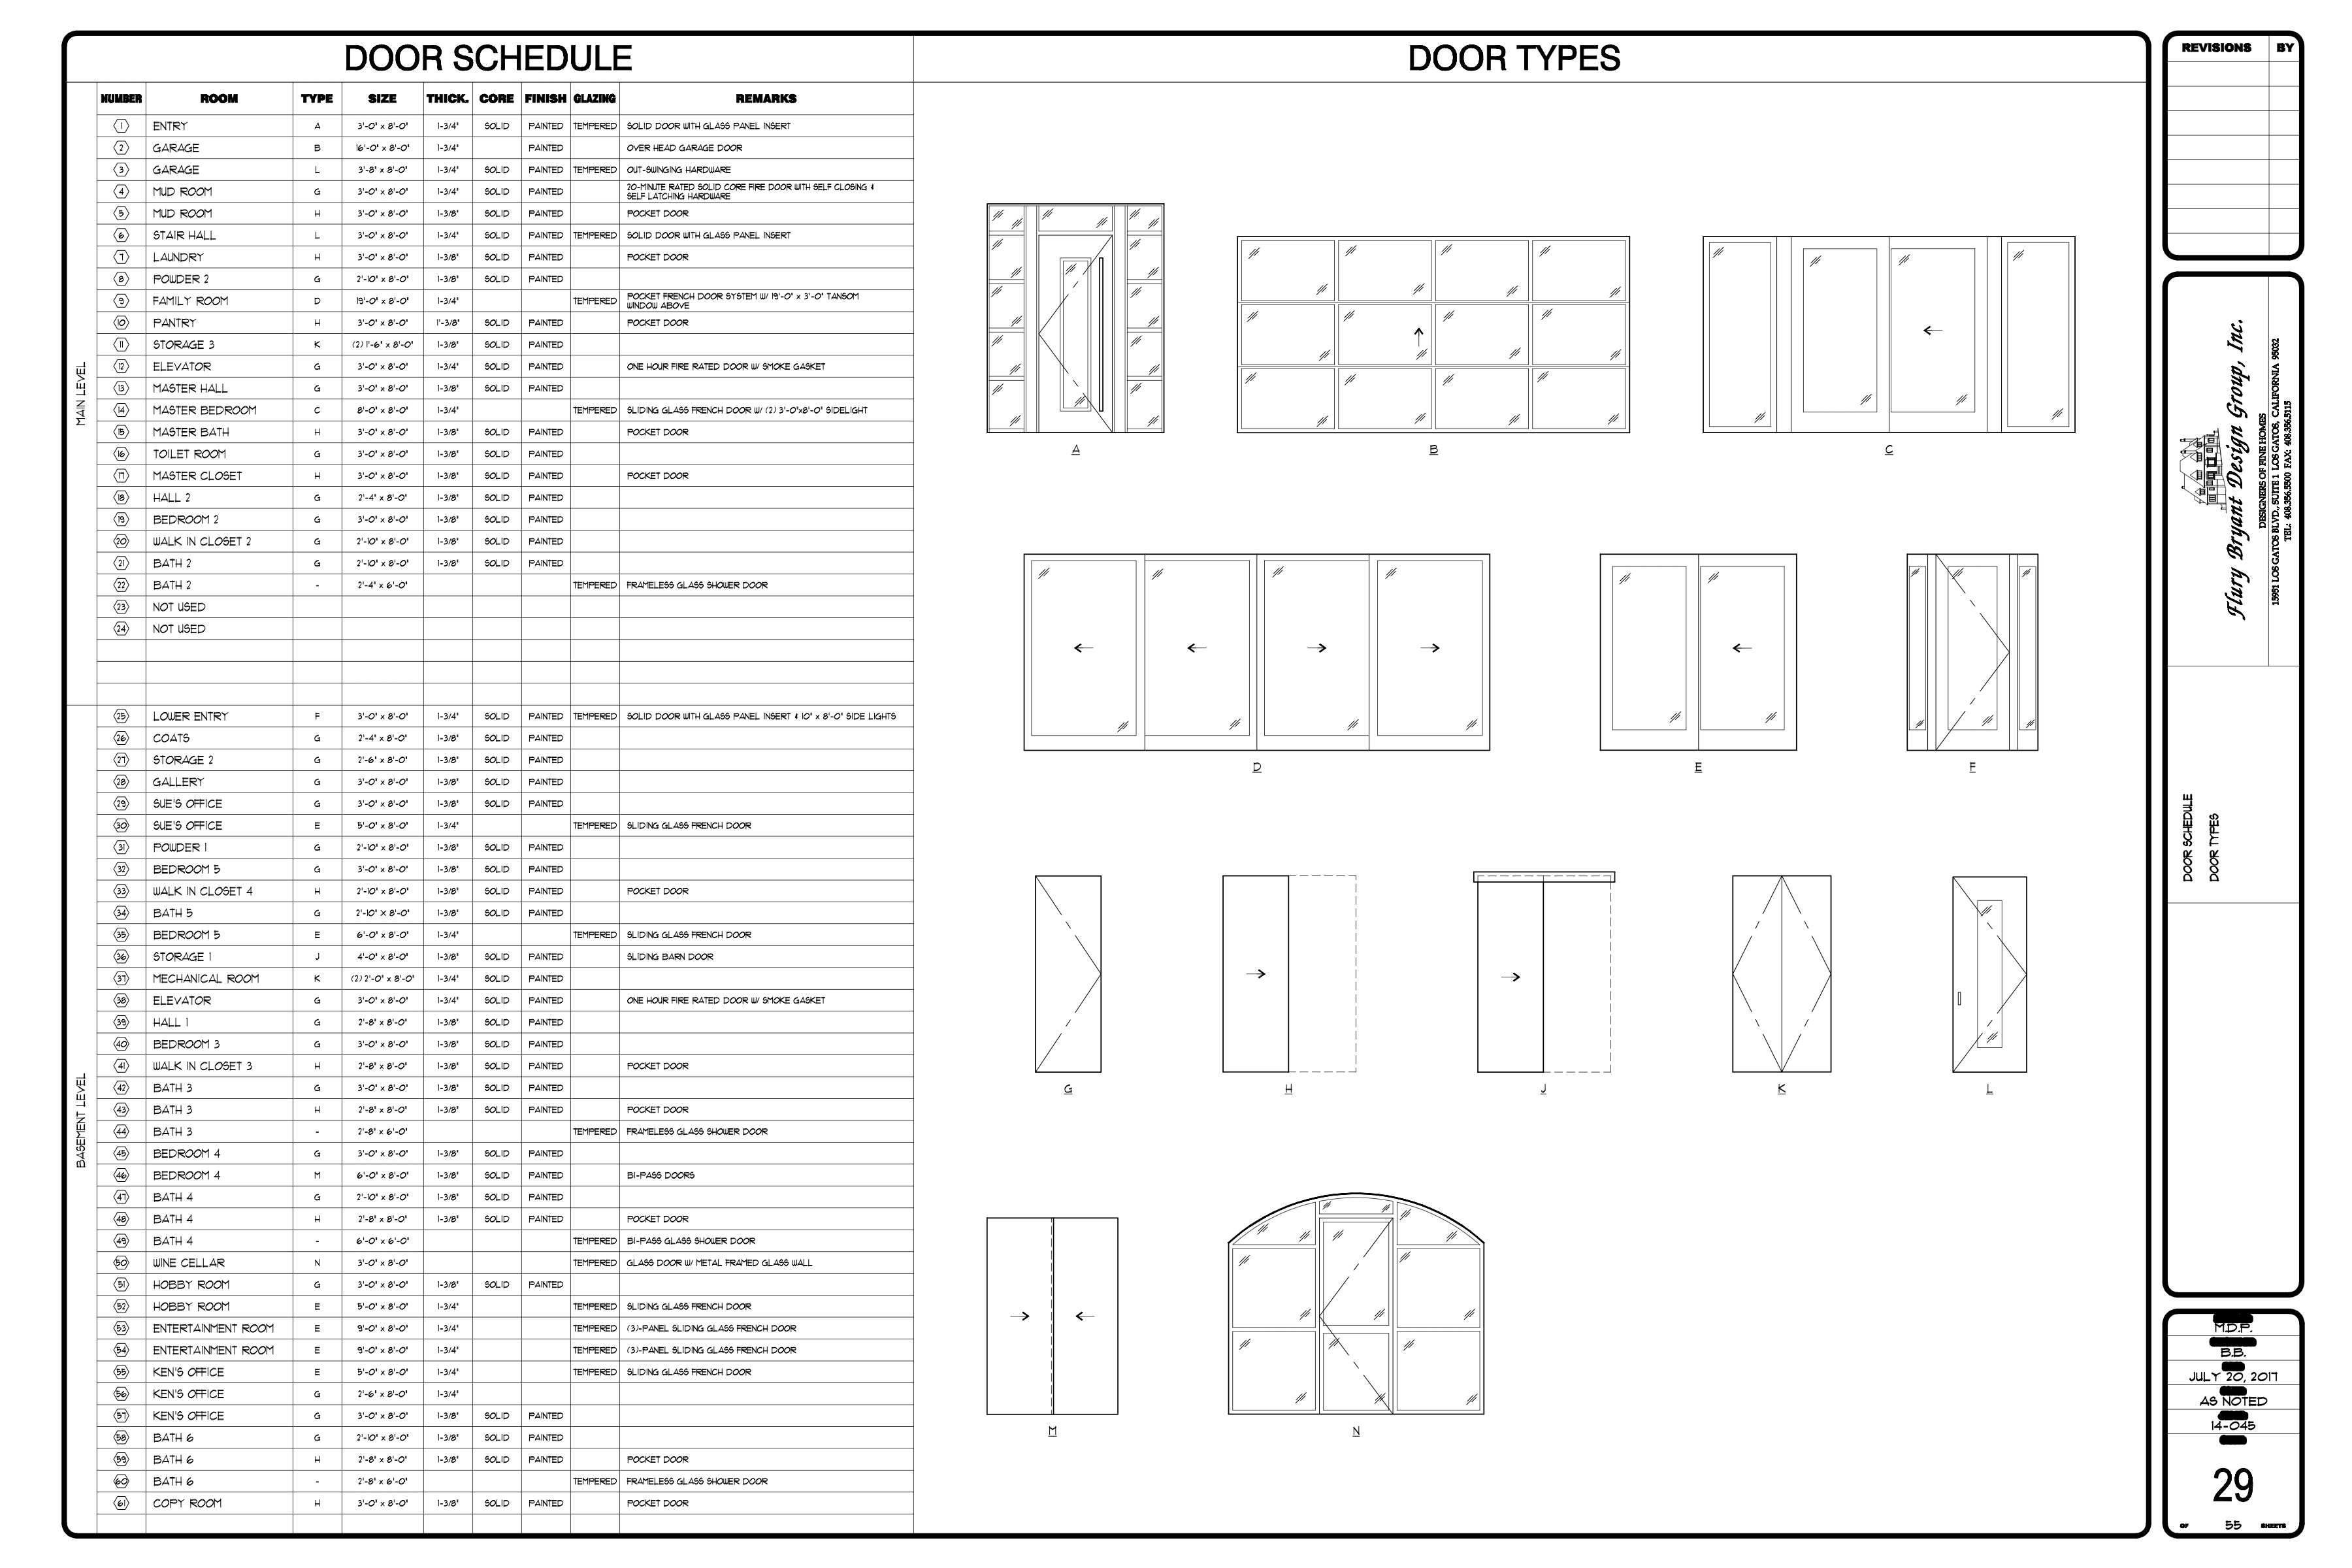 DOOR SCHEDULE
NUMBER ROOM TYPE SIZE THICK. CORE FINISH GLAZING REMARKS
MAIN LEVEL
1 ENTRY A 3'-0" x 8'-0" 1-3/4" SOLID PAINTED TEMPERED SOLID DOOR WITH GLASS PANEL INSERT
2 GARAGE B 16'-0" x 8'-0" 1-3/4" PAINTED OVER HEAD GARAGE DOOR
3 GARAGE L 3'-8" x 8'-0" 1-3/4" SOLID PAINTED TEMPERED OUT-SWINGING HARDWARE
4 MUD ROOM G 3'-0" x 8'-0" 1-3/4" SOLID PAINTED 20-MINUTE RATED SOLID CORE FIRE DOOR WITH SELF CLOSING &
SELF LATCHING HARDWARE
5 MUD ROOM H 3'-0" x 8'-0" 1-3/8" SOLID PAINTED POCKET DOOR
6 STAIR HALL L 3'-0" x 8'-0" 1-3/4" SOLID PAINTED TEMPERED SOLID DOOR WITH GLASS PANEL INSERT
7 LAUNDRY H 3'-0" x 8'-0" 1-3/4" SOLID PAINTED POCKET DOOR
8 POWDER 2 G 2'-10" x 8'-0" 1-3/8" SOLID PAINTED
9 FAMILY ROOM D 19'-0" x 8'-0" 1-3/4" TEMPERED POCKET FRENCH DOOR SYSTEM W/ 19'-0" x 3'-0" TANSOM
WINDOW ABOVE
10 PANTRY H 3'-0" x 8'-0" 1'-3/8" SOLID PAINTED POCKET DOOR
11 STORAGE 3 K (2) 1'-6" x 8'-0" 1-3/8" SOLID PAINTED
12 ELEVATOR G 3'-0" x 8'-0" 1-3/4" SOLID PAINTED ONE HOUR FIRE RATED DOOR W/ SMOKE GASKET
13 MASTER HALL G 3'-0" x 8'-0" 1-3/8" SOLID PAINTED
14 MASTER BEDROOM C 8'-0" x 8'-0" 1-3/4" TEMPERED SLIDING GLASS FRENCH DOOR W/ (2) 3'-0"x8'-0" SIDELIGHT
15 MASTER BATH H 3'-0" x 8'-0" 1-3/8" SOLID PAINTED POCKET DOOR
16 TOILET ROOM G 3'-0" x 8'-0" 1-3/8" SOLID PAINTED
17 MASTER CLOSET H 3'-0" x 8'-0" 1-3/8" SOLID PAINTED POCKET DOOR
18 HALL 2 G 2'-4" x 8'-0" 1-3/8" SOLID PAINTED
19 BEDROOM 2 G 3'-0" x 8'-0" 1-3/8" SOLID PAINTED
20 WALK IN CLOSET 2 G 2'-10" x 8'-0" 1-3/8" SOLID PAINTED
21 BATH 2 G 2'-10" x 8'-0" 1-3/8" SOLID PAINTED
22 BATH 2 - 2'-4" x 6'-0" TEMPERED FRAMELESS GLASS SHOWER DOOR
23 NOT USED
24 NOT USED
BASEMENT LEVEL
25 LOWER ENTRY F 3'-0" x 8'-0" 1-3/4" SOLID PAINTED TEMPERED SOLID DOOR WITH GLASS PANEL INSERT & 10" x 8'-0" SIDE LIGHTS
26 COATS G 2'-4" x 8'-0" 1-3/8" SOLID PAINTED
27 STORAGE 2 G 2'-6" x 8'-0" 1-3/8" SOLID PAINTED
28 GALLERY G 3'-0" x 8'-0" 1-3/8" SOLID PAINTED
29 SUE'S OFFICE G 3'-0" x 8'-0" 1-3/8" SOLID PAINTED
30 SUE'S OFFICE E 5'-0" x 8'-0" 1-3/4" TEMPERED SLIDING GLASS FRENCH DOOR
31 POWDER 1 G 2'-10" x 8'-0" 1-3/8" SOLID PAINTED
32 BEDROOM 5 G 3'-0" x 8'-0" 1-3/8" SOLID PAINTED
33 WALK IN CLOSET 4 H 2'-10" x 8'-0" 1-3/8" SOLID PAINTED POCKET DOOR
34 BATH 5 G 2'-10" X 8'-0" 1-3/8" SOLID PAINTED
35 BEDROOM 5 E 6'-0" x 8'-0" 1-3/4" TEMPERED SLIDING GLASS FRENCH DOOR
36 STORAGE 1 J 4'-0" x 8'-0" 1-3/8" SOLID PAINTED SLIDING BARN DOOR
37 MECHANICAL ROOM K (2) 2'-0" x 8'-0" 1-3/4" SOLID PAINTED
38 ELEVATOR G 3'-0" x 8'-0" 1-3/4" SOLID PAINTED ONE HOUR FIRE RATED DOOR W/ SMOKE GASKET
39 HALL 1 G 2'-8" x 8'-0" 1-3/8" SOLID PAINTED
40 BEDROOM 3 G 3'-0" x 8'-0" 1-3/8" SOLID PAINTED
41 WALK IN CLOSET 3 H 2'-8" x 8'-0" 1-3/8" SOLID PAINTED POCKET DOOR
42 BATH 3 G 3'-0" x 8'-0" 1-3/8" SOLID PAINTED
43 BATH 3 H 2'-8" x 8'-0" 1-3/8" SOLID PAINTED POCKET DOOR
44 BATH 3 - 2'-8" x 6'-0" TEMPERED FRAMELESS GLASS SHOWER DOOR
45 BEDROOM 4 G 3'-0" x 8'-0" 1-3/8" SOLID PAINTED
46 BEDROOM 4 M 6'-0" x 8'-0" 1-3/8" SOLID PAINTED BI-PASS DOORS
47 BATH 4 G 2'-10" x 8'-0" 1-3/8" SOLID PAINTED
48 BATH 4 H 2'-8" x 8'-0" 1-3/8" SOLID PAINTED POCKET DOOR
49 BATH 4 - 6'-0" x 6'-0" TEMPERED BI-PASS GLASS SHOWER DOOR
50 WINE CELLAR N 3'-0" x 8'-0" TEMPERED GLASS DOOR W/ METAL FRAMED GLASS WALL
51 HOBBY ROOM G 3'-0" x 8'-0" 1-3/8" SOLID PAINTED
52 HOBBY ROOM E 5'-0" x 8'-0" 1-3/4" TEMPERED SLIDING GLASS FRENCH DOOR
53 ENTERTAINMENT ROOM E 9'-0" x 8'-0" 1-3/4" TEMPERED (3)-PANEL SLIDING GLASS FRENCH DOOR
54 ENTERTAINMENT ROOM E 9'-0" x 8'-0" 1-3/4" TEMPERED (3)-PANEL SLIDING GLASS FRENCH DOOR
55 KEN'S OFFICE E 5'-0" x 8'-0" 1-3/4" TEMPERED SLIDING GLASS FRENCH DOOR
56 KEN'S OFFICE G 2'-6" x 8'-0" 1-3/4"
57 KEN'S OFFICE G 3'-0" x 8'-0" 1-3/8" SOLID PAINTED
58 BATH 6 G 2'-10" x 8'-0" 1-3/8" SOLID PAINTED
59 BATH 6 H 2'-8" x 8'-0" 1-3/8" SOLID PAINTED POCKET DOOR
60 BATH 6 - 2'-8" x 6'-0" TEMPERED FRAMELESS GLASS SHOWER DOOR
61 COPY ROOM H 3'-0" x 8'-0" 1-3/8" SOLID PAINTED POCKET DOOR
DOOR TYPES
A B C
D E F
G H J K L
M N
REVISIONS BY
Flury Bryant Design Group, Inc.
DESIGNERS OF FINE HOMES
15951 LOS GATOS BLVD., SUITE 1 LOS GATOS, CALIFORNIA 95032
TEL: 408.356.5500 FAX: 408.356.5115
DOOR SCHEDULE
DOOR TYPES
M.D.P.
B.B.
JULY 20, 2017
AS NOTED
14-045
29
OF 55 SHEETS